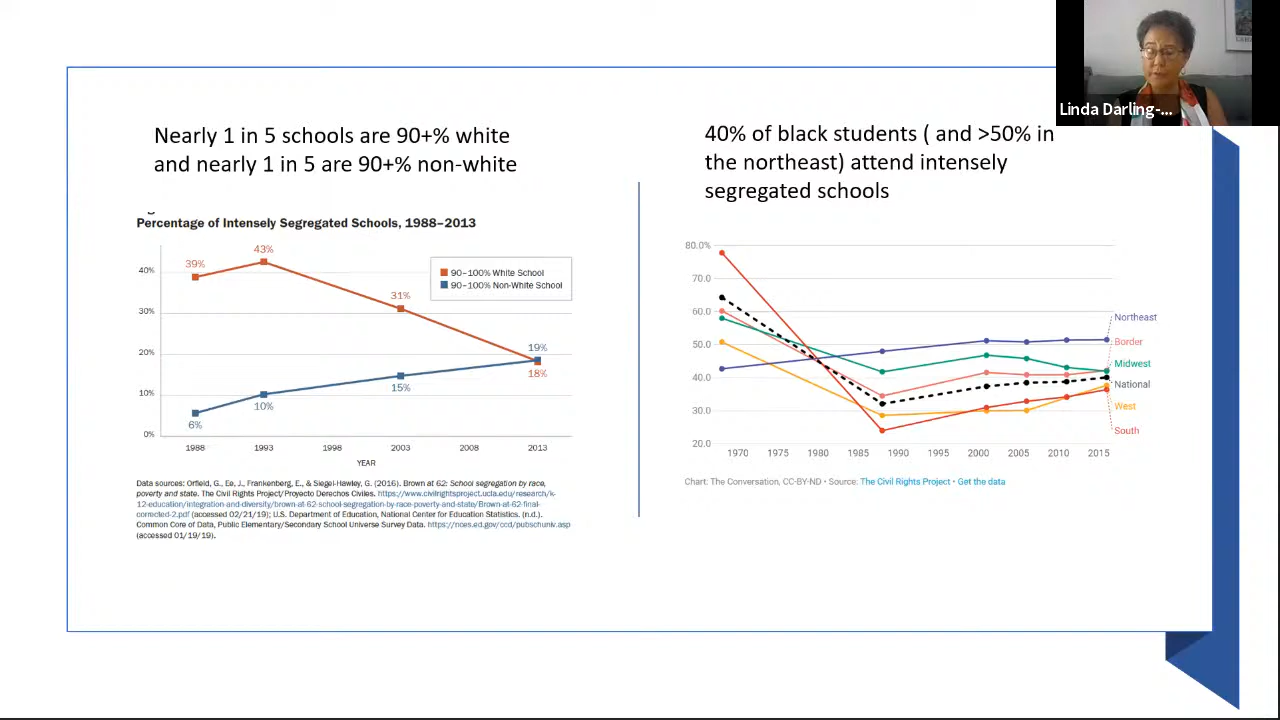 Linda Darling-...
Nearly 1 in 5 schools are 90+% white
and nearly 1 in 5 are 90+% non-white
Percentage of Intensely Segregated Schools, 1988–2013
40%
30%
20%
10%
0%
39%
43%
31%
18%
6%
10%
15%
19%
90–100% White School
90–100% Non-White School
1988
1993
1998
2003
2008
2013
YEAR
Data sources: Orfield, G., Ee, J., Frankenberg, E., & Siegel-Hawley, G. (2016). Brown at 62: School segregation by race,
poverty and state. The Civil Rights Project/Proyecto Derechos Civiles. https://www.civilrightsproject.ucla.edu/research/k-
12-education/integration-and-diversity/brown-at-62-school-segregation-by-race-poverty-and-state/Brown-at-62-final-
corrected-2.pdf (accessed 02/21/19); U.S. Department of Education, National Center for Education Statistics. (n.d.).
Common Core of Data, Public Elementary/Secondary School Universe Survey Data. https://nces.ed.gov/ccd/pubschuniv.asp
(accessed 01/19/19).
40% of black students ( and >50% in
the northeast) attend intensely
segregated schools
80.0%
70.0
60.0
50.0
40.0
30.0
20.0
1970
1975
1980
1985
1990
1995
2000
2005
2010
2015
Northeast
Border
Midwest
National
West
South
Chart: The Conversation, CC-BY-ND • Source: The Civil Rights Project • Get the data